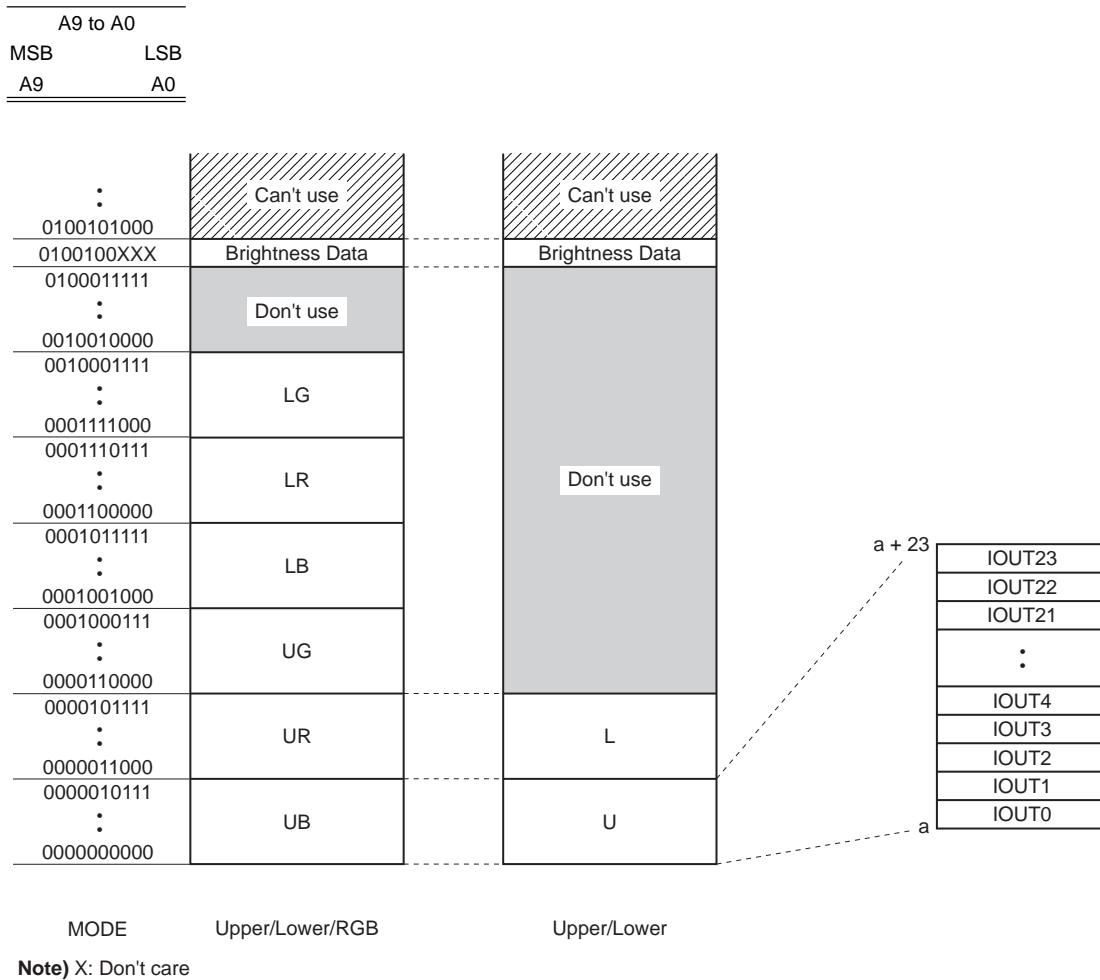 A9 to A0
MSB LSB
A9 A0
:
0100101000
Can't use
Can't use
0100100XXX
Brightness Data
Brightness Data
0100011111
:
0010010000
Don't use
0010001111
:
0001111000
LG
0001110111
:
0001100000
LR
Don't use
0001011111
:
0001001000
LB
0001000111
:
0000110000
UG
0000101111
:
0000011000
UR
L
0000010111
:
0000000000
UB
U
a + 23
IOUT23
IOUT22
IOUT21
:
IOUT4
IOUT3
IOUT2
IOUT1
IOUT0
a
MODE Upper/Lower/RGB Upper/Lower
Note) X: Don't care